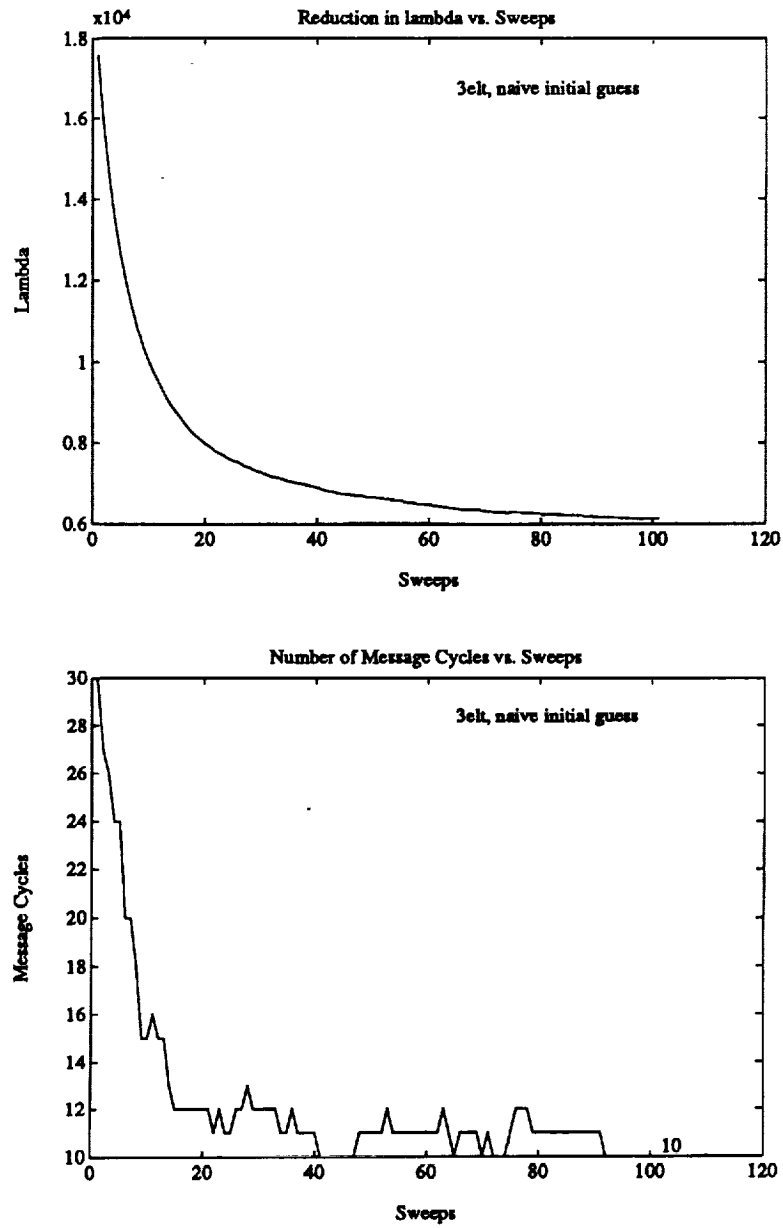 Reduction in lambda vs. Sweeps
x10⁴
1.8
1.6
1.4
1.2
1
0.8
0.6
3elt, naive initial guess
Lambda
0 20 40 60 80 100 120
Sweeps
Number of Message Cycles vs. Sweeps
30
28
26
24
22
20
18
16
14
12
10
3elt, naive initial guess
10
Message Cycles
0 20 40 60 80 100 120
Sweeps